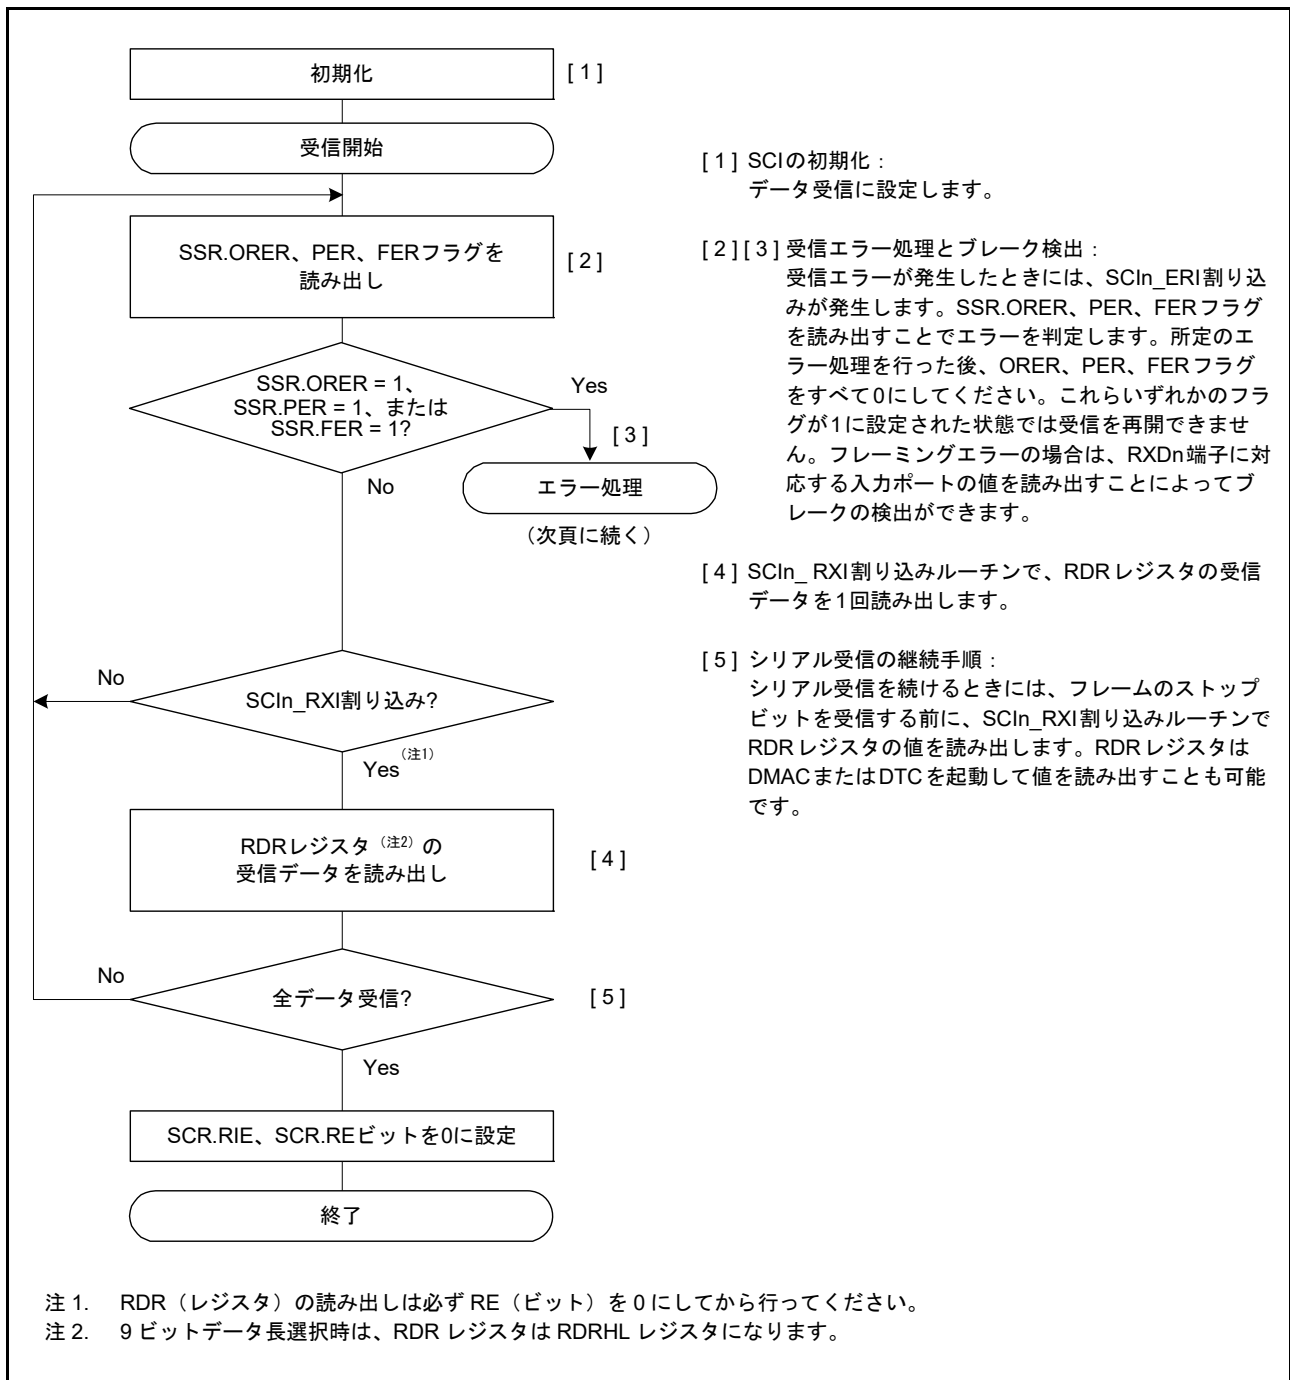 初期化
[ 1 ]
受信開始
SSR.ORER、PER、FERフラグを
読み出し
[ 2 ]
SSR.ORER = 1、
SSR.PER = 1、または
SSR.FER = 1?
Yes
[ 3 ]
No
エラー処理
（次頁に続く）
No
SCIn_RXI割り込み?
Yes（注1）
RDRレジスタ（注2）の
受信データを読み出し
[ 4 ]
No
全データ受信?
[ 5 ]
Yes
SCR.RIE、SCR.REビットを0に設定
終了
[ 1 ] SCIの初期化：
データ受信に設定します。
[ 2 ] [ 3 ] 受信エラー処理とブレーク検出：
受信エラーが発生したときには、SCIn_ERI割り込
みが発生します。SSR.ORER、PER、FERフラグ
を読み出すことでエラーを判定します。所定のエ
ラー処理を行った後、ORER、PER、FERフラグ
をすべて0にしてください。これらいずれかのフラ
グが1に設定された状態では受信を再開できませ
ん。フレーミングエラーの場合は、RXDn端子に対
応する入力ポートの値を読み出すことによってブ
レークの検出ができます。
[ 4 ] SCIn_ RXI割り込みルーチンで、RDRレジスタの受信
データを1回読み出します。
[ 5 ] シリアル受信の継続手順：
シリアル受信を続けるときには、フレームのストップ
ビットを受信する前に、SCIn_RXI割り込みルーチンで
RDRレジスタの値を読み出します。RDRレジスタは
DMACまたはDTCを起動して値を読み出すことも可能
です。
注 1. RDR（レジスタ）の読み出しは必ず RE（ビット）を 0 にしてから行ってください。
注 2. 9 ビットデータ長選択時は、RDR レジスタは RDRHL レジスタになります。